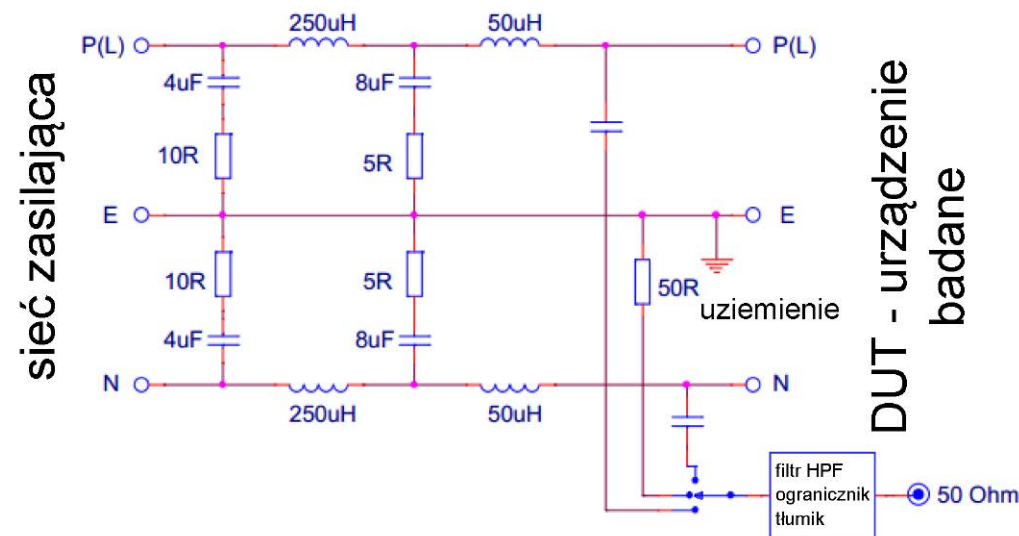 250uH
50uH
P(L)
P(L)
4uF
8uF
10R
5R
E
E
10R
5R
50R
uziemienie
4uF
8uF
N
N
250uH
50uH
sieć zasilająca
DUT - urządzenie
badane
filtr HPF
ogranicznik
tłumik
50 Ohm